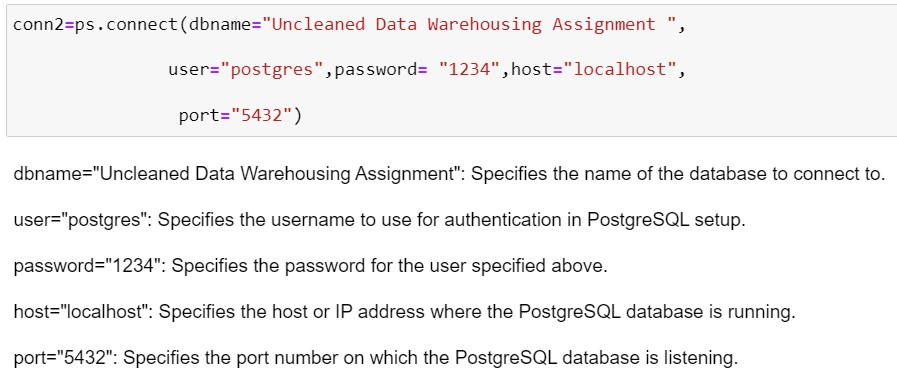 conn2=ps.connect(dbname="Uncleaned Data Warehousing Assignment ",
user="postgres",password= "1234",host="localhost",
port="5432")
dbname="Uncleaned Data Warehousing Assignment": Specifies the name of the database to connect to.
user="postgres": Specifies the username to use for authentication in PostgreSQL setup.
password="1234": Specifies the password for the user specified above.
host="localhost": Specifies the host or IP address where the PostgreSQL database is running.
port="5432": Specifies the port number on which the PostgreSQL database is listening.